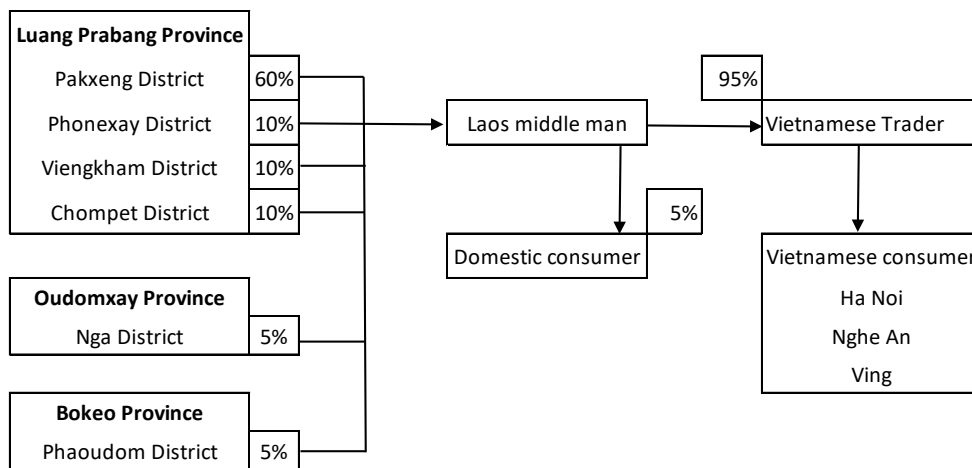 Luang Prabang Province
Pakxeng District 60%
Phonexay District 10%
Viengkham District 10%
Chompet District 10%
Oudomxay Province
Nga District 5%
Bokeo Province
Phaoudom District 5%
Laos middle man
5%
Domestic consumer
95%
Vietnamese Trader
Vietnamese consumer
Ha Noi
Nghe An
Ving